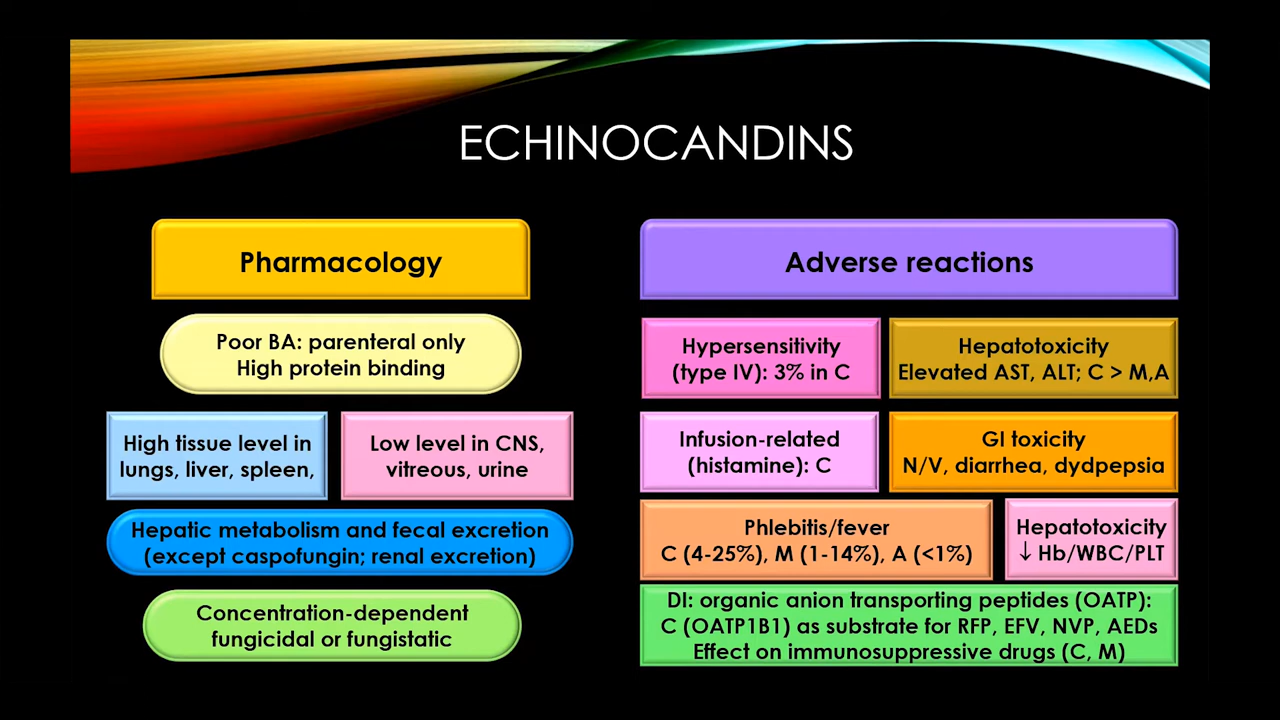 ECHINOCANDINS
Pharmacology
Poor BA: parenteral only
High protein binding
High tissue level in
lungs, liver, spleen,
Low level in CNS,
vitreous, urine
Hepatic metabolism and fecal excretion
(except caspofungin; renal excretion)
Concentration-dependent
fungicidal or fungistatic
Adverse reactions
Hypersensitivity
(type IV): 3% in C
Hepatotoxicity
Elevated AST, ALT; C > M,A
Infusion-related
(histamine): C
GI toxicity
N/V, diarrhea, dydpepsia
Phlebitis/fever
C (4-25%), M (1-14%), A (<1%)
Hepatotoxicity
↓ Hb/WBC/PLT
DI: organic anion transporting peptides (OATP):
C (OATP1B1) as substrate for RFP, EFV, NVP, AEDs
Effect on immunosuppressive drugs (C, M)